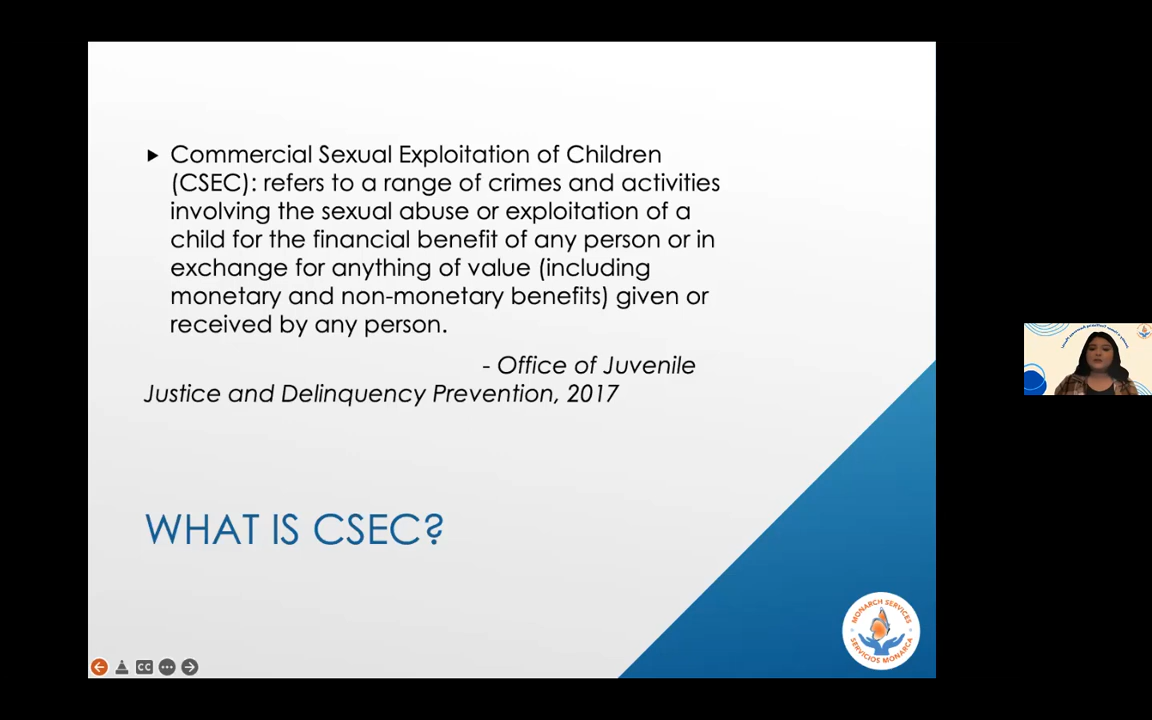 Commercial Sexual Exploitation of Children
(CSEC): refers to a range of crimes and activities
involving the sexual abuse or exploitation of a
child for the financial benefit of any person or in
exchange for anything of value (including
monetary and non-monetary benefits) given or
received by any person.
- Office of Juvenile
Justice and Delinquency Prevention, 2017
WHAT IS CSEC?
MONARCH SERVICES
SERVICIOS MONARCA
CC